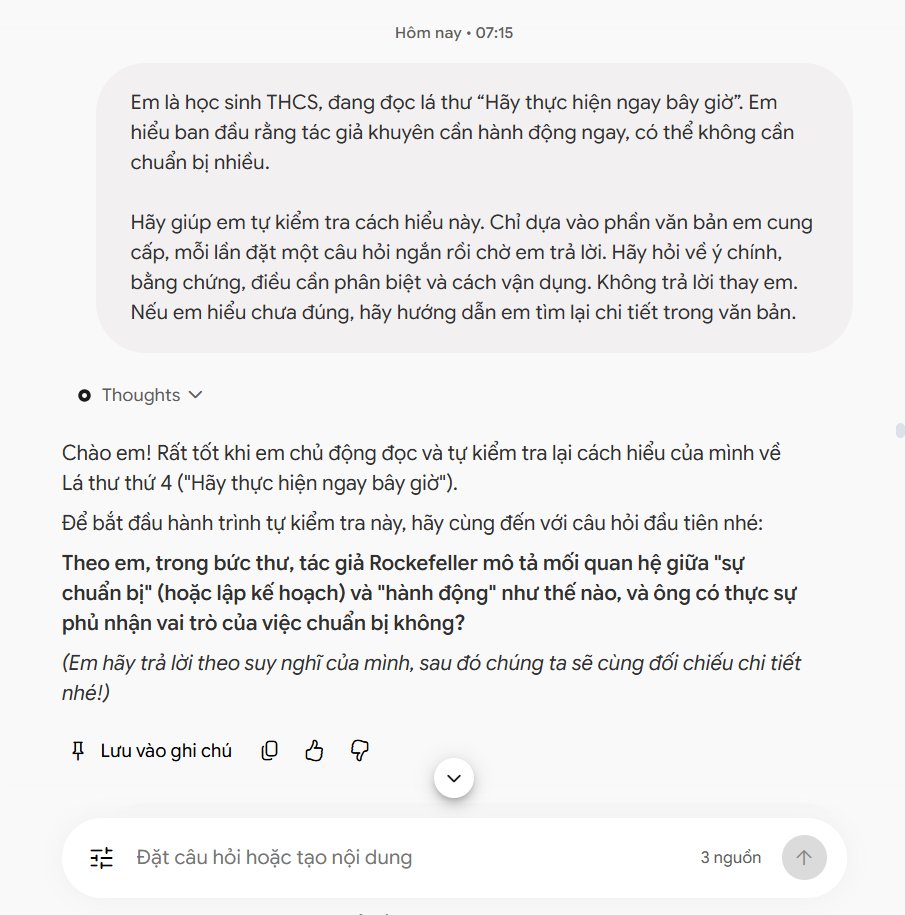 Hôm nay • 07:15
Em là học sinh THCS, đang đọc lá thư “Hãy thực hiện ngay bây giờ”. Em
hiểu ban đầu rằng tác giả khuyên cần hành động ngay, có thể không cần
chuẩn bị nhiều.
Hãy giúp em tự kiểm tra cách hiểu này. Chỉ dựa vào phần văn bản em cung
cấp, mỗi lần đặt một câu hỏi ngắn rồi chờ em trả lời. Hãy hỏi về ý chính,
bằng chứng, điều cần phân biệt và cách vận dụng. Không trả lời thay em.
Nếu em hiểu chưa đúng, hãy hướng dẫn em tìm lại chi tiết trong văn bản.
Thoughts
Chào em! Rất tốt khi em chủ động đọc và tự kiểm tra lại cách hiểu của mình về
Lá thư thứ 4 ("Hãy thực hiện ngay bây giờ").
Để bắt đầu hành trình tự kiểm tra này, hãy cùng đến với câu hỏi đầu tiên nhé:
Theo em, trong bức thư, tác giả Rockefeller mô tả mối quan hệ giữa "sự
chuẩn bị" (hoặc lập kế hoạch) và "hành động" như thế nào, và ông có thực sự
phủ nhận vai trò của việc chuẩn bị không?
(Em hãy trả lời theo suy nghĩ của mình, sau đó chúng ta sẽ cùng đối chiếu chi tiết
nhé!)
Lưu vào ghi chú
Đặt câu hỏi hoặc tạo nội dung
3 nguồn